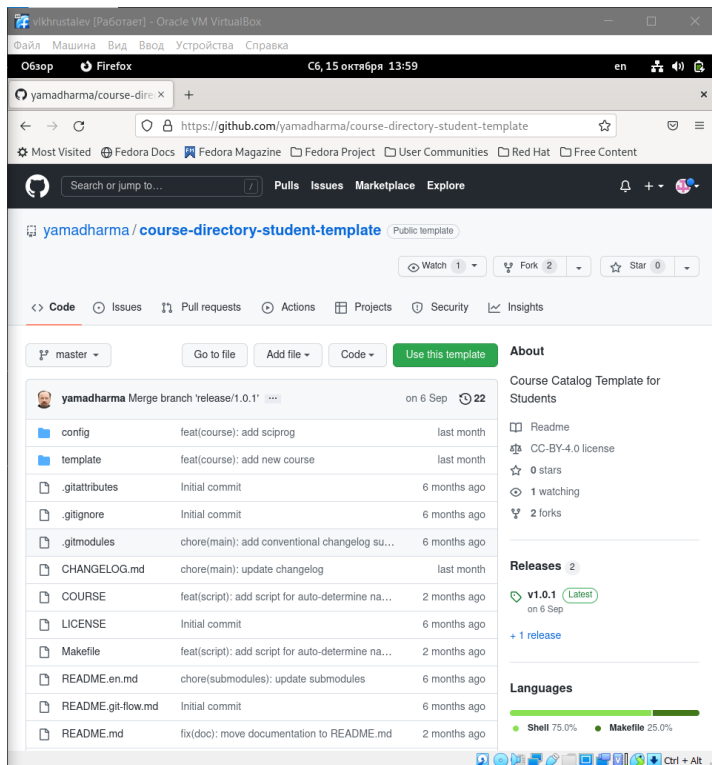 vlkhrustalev [Работает] - Oracle VM VirtualBox
Файл Машина Вид Ввод Устройства Справка
Обзор Firefox Сб, 15 октября 13:59 en
yamadharma/course-dire
https://github.com/yamadharma/course-directory-student-template
Most Visited Fedora Docs Fedora Magazine Fedora Project User Communities Red Hat Free Content
Search or jump to... / Pulls Issues Marketplace Explore
yamadharma / course-directory-student-template Public template
Watch 1 Fork 2 Star 0
Code Issues Pull requests Actions Projects Security Insights
master Go to file Add file Code Use this template
yamadharma Merge branch 'release/1.0.1' ... on 6 Sep 22
config feat(course): add sciprog last month
template feat(course): add new course last month
.gitattributes Initial commit 6 months ago
.gitignore Initial commit 6 months ago
.gitmodules chore(main): add conventional changelog su... 6 months ago
CHANGELOG.md chore(main): update changelog last month
COURSE feat(script): add script for auto-determine na... 2 months ago
LICENSE Initial commit 6 months ago
Makefile feat(script): add script for auto-determine na... 2 months ago
README.en.md chore(submodules): update submodules 6 months ago
README.git-flow.md Initial commit 6 months ago
README.md fix(doc): move documentation to README.md 2 months ago
About
Course Catalog Template for
Students
Readme
CC-BY-4.0 license
0 stars
1 watching
2 forks
Releases 2
v1.0.1 Latest
on 6 Sep
+ 1 release
Languages
Shell 75.0% Makefile 25.0%
Ctrl + Alt